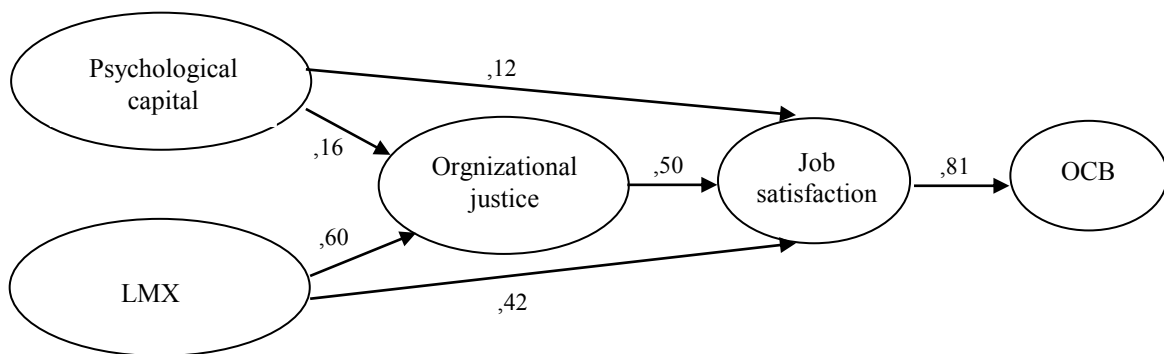 Psychological
capital
,12
,16
Orgnizational
justice
,50
Job
satisfaction
,81
OCB
,60
LMX
,42